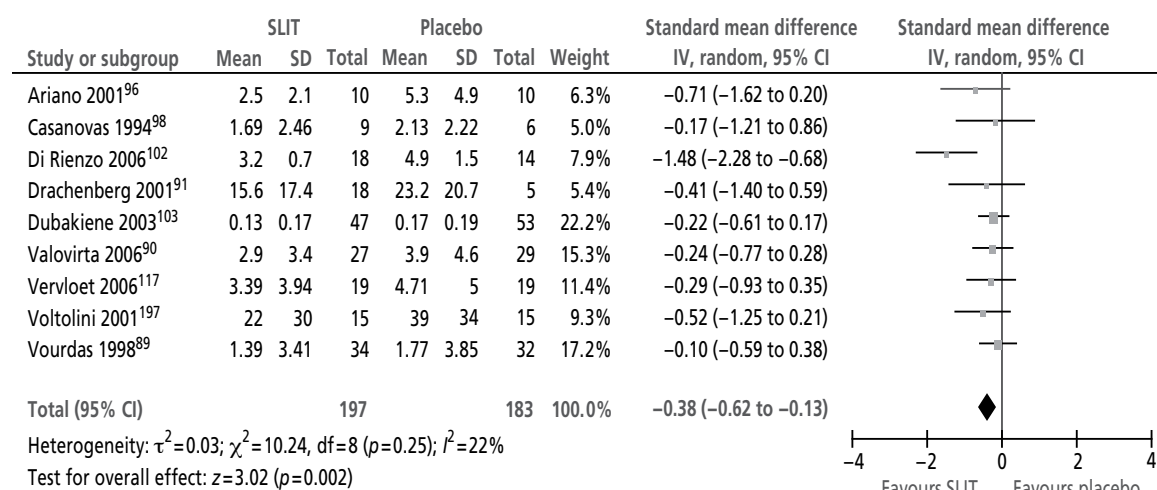 SLIT Placebo Standard mean difference Standard mean difference
Study or subgroup Mean SD Total Mean SD Total Weight IV, random, 95% CI IV, random, 95% CI
Ariano 2001⁹⁶ 2.5 2.1 10 5.3 4.9 10 6.3% −0.71 (−1.62 to 0.20)
Casanovas 1994⁹⁸ 1.69 2.46 9 2.13 2.22 6 5.0% −0.17 (−1.21 to 0.86)
Di Rienzo 2006¹⁰² 3.2 0.7 18 4.9 1.5 14 7.9% −1.48 (−2.28 to −0.68)
Drachenberg 2001⁹¹ 15.6 17.4 18 23.2 20.7 5 5.4% −0.41 (−1.40 to 0.59)
Dubakiene 2003¹⁰³ 0.13 0.17 47 0.17 0.19 53 22.2% −0.22 (−0.61 to 0.17)
Valovirta 2006⁹⁰ 2.9 3.4 27 3.9 4.6 29 15.3% −0.24 (−0.77 to 0.28)
Vervloet 2006¹¹⁷ 3.39 3.94 19 4.71 5 19 11.4% −0.29 (−0.93 to 0.35)
Voltolini 2001¹⁹⁷ 22 30 15 39 34 15 9.3% −0.52 (−1.25 to 0.21)
Vourdas 1998⁸⁹ 1.39 3.41 34 1.77 3.85 32 17.2% −0.10 (−0.59 to 0.38)
Total (95% CI) 197 183 100.0% −0.38 (−0.62 to −0.13)
Heterogeneity: τ²=0.03; χ²=10.24, df=8 (p=0.25); I²=22%
Test for overall effect: z=3.02 (p=0.002)
−4 −2 0 2 4
Favours SLIT Favours placebo